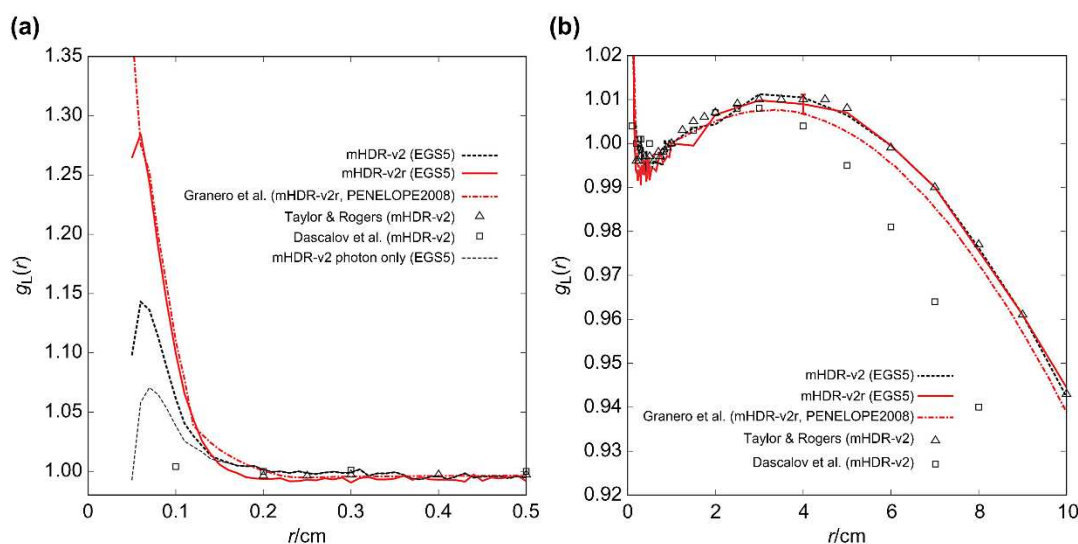 (a)
1.35
1.30
1.25
1.20
1.15
1.10
1.05
1.00
gL(r)
mHDR-v2 (EGS5)
mHDR-v2r (EGS5)
Granero et al. (mHDR-v2r, PENELOPE2008)
Taylor & Rogers (mHDR-v2)
Dascalov et al. (mHDR-v2)
mHDR-v2 photon only (EGS5)
0 0.1 0.2 0.3 0.4 0.5
r/cm
(b)
1.02
1.01
1.00
0.99
0.98
0.97
0.96
0.95
0.94
0.93
0.92
gL(r)
mHDR-v2 (EGS5)
mHDR-v2r (EGS5)
Granero et al. (mHDR-v2r, PENELOPE2008)
Taylor & Rogers (mHDR-v2)
Dascalov et al. (mHDR-v2)
0 2 4 6 8 10
r/cm